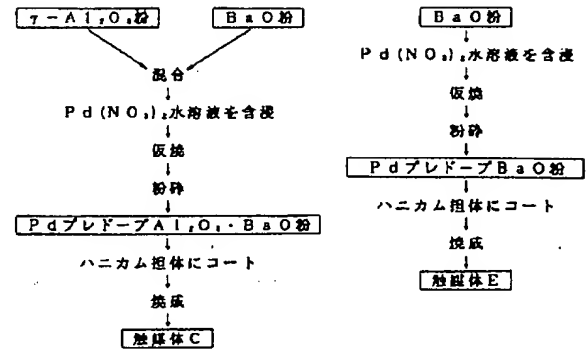 γ-Al₂O₃粉
BaO粉
混合
Pd(NO₃)₂水溶液を含浸
仮焼
粉砕
PdプレドープAl₂O₃・BaO粉
ハニカム担体にコート
焼成
触媒体C
BaO粉
Pd(NO₃)₂水溶液を含浸
仮焼
粉砕
PdプレドープBaO粉
ハニカム担体にコート
焼成
触媒体E